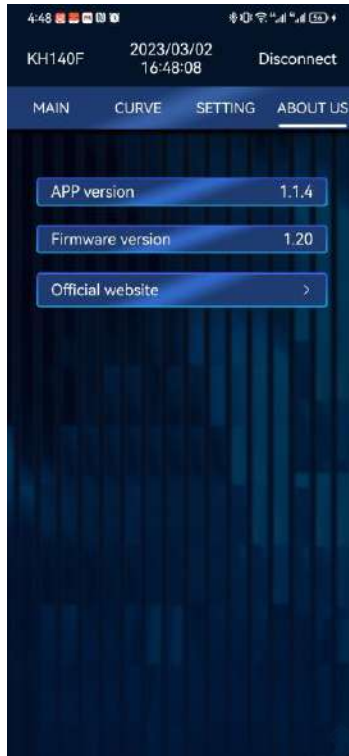 4:48 56
KH140F
2023/03/02
16:48:08
Disconnect
MAIN CURVE SETTING ABOUT US
APP version 1.1.4
Firmware version 1.20
Official website >